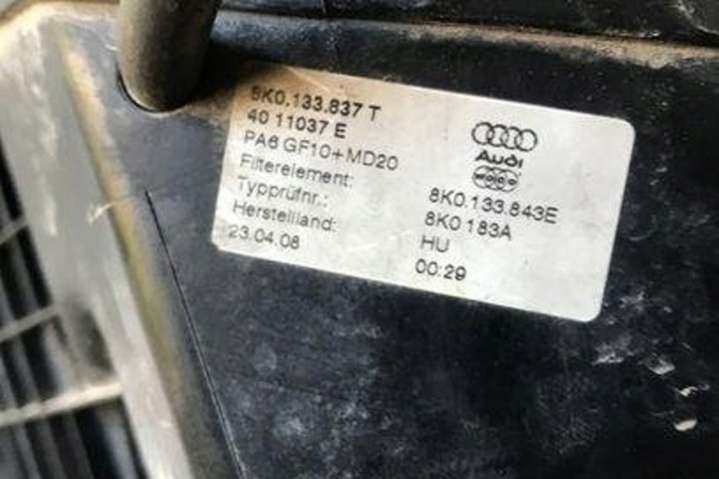 8K0.133.837 T
40 11037 E
PA6 GF10+MD20
Audi
Filterelement: 8K0.133.843E
Typprüfnr.: 8K0 183A
Herstellland: HU
23.04.08 00:29